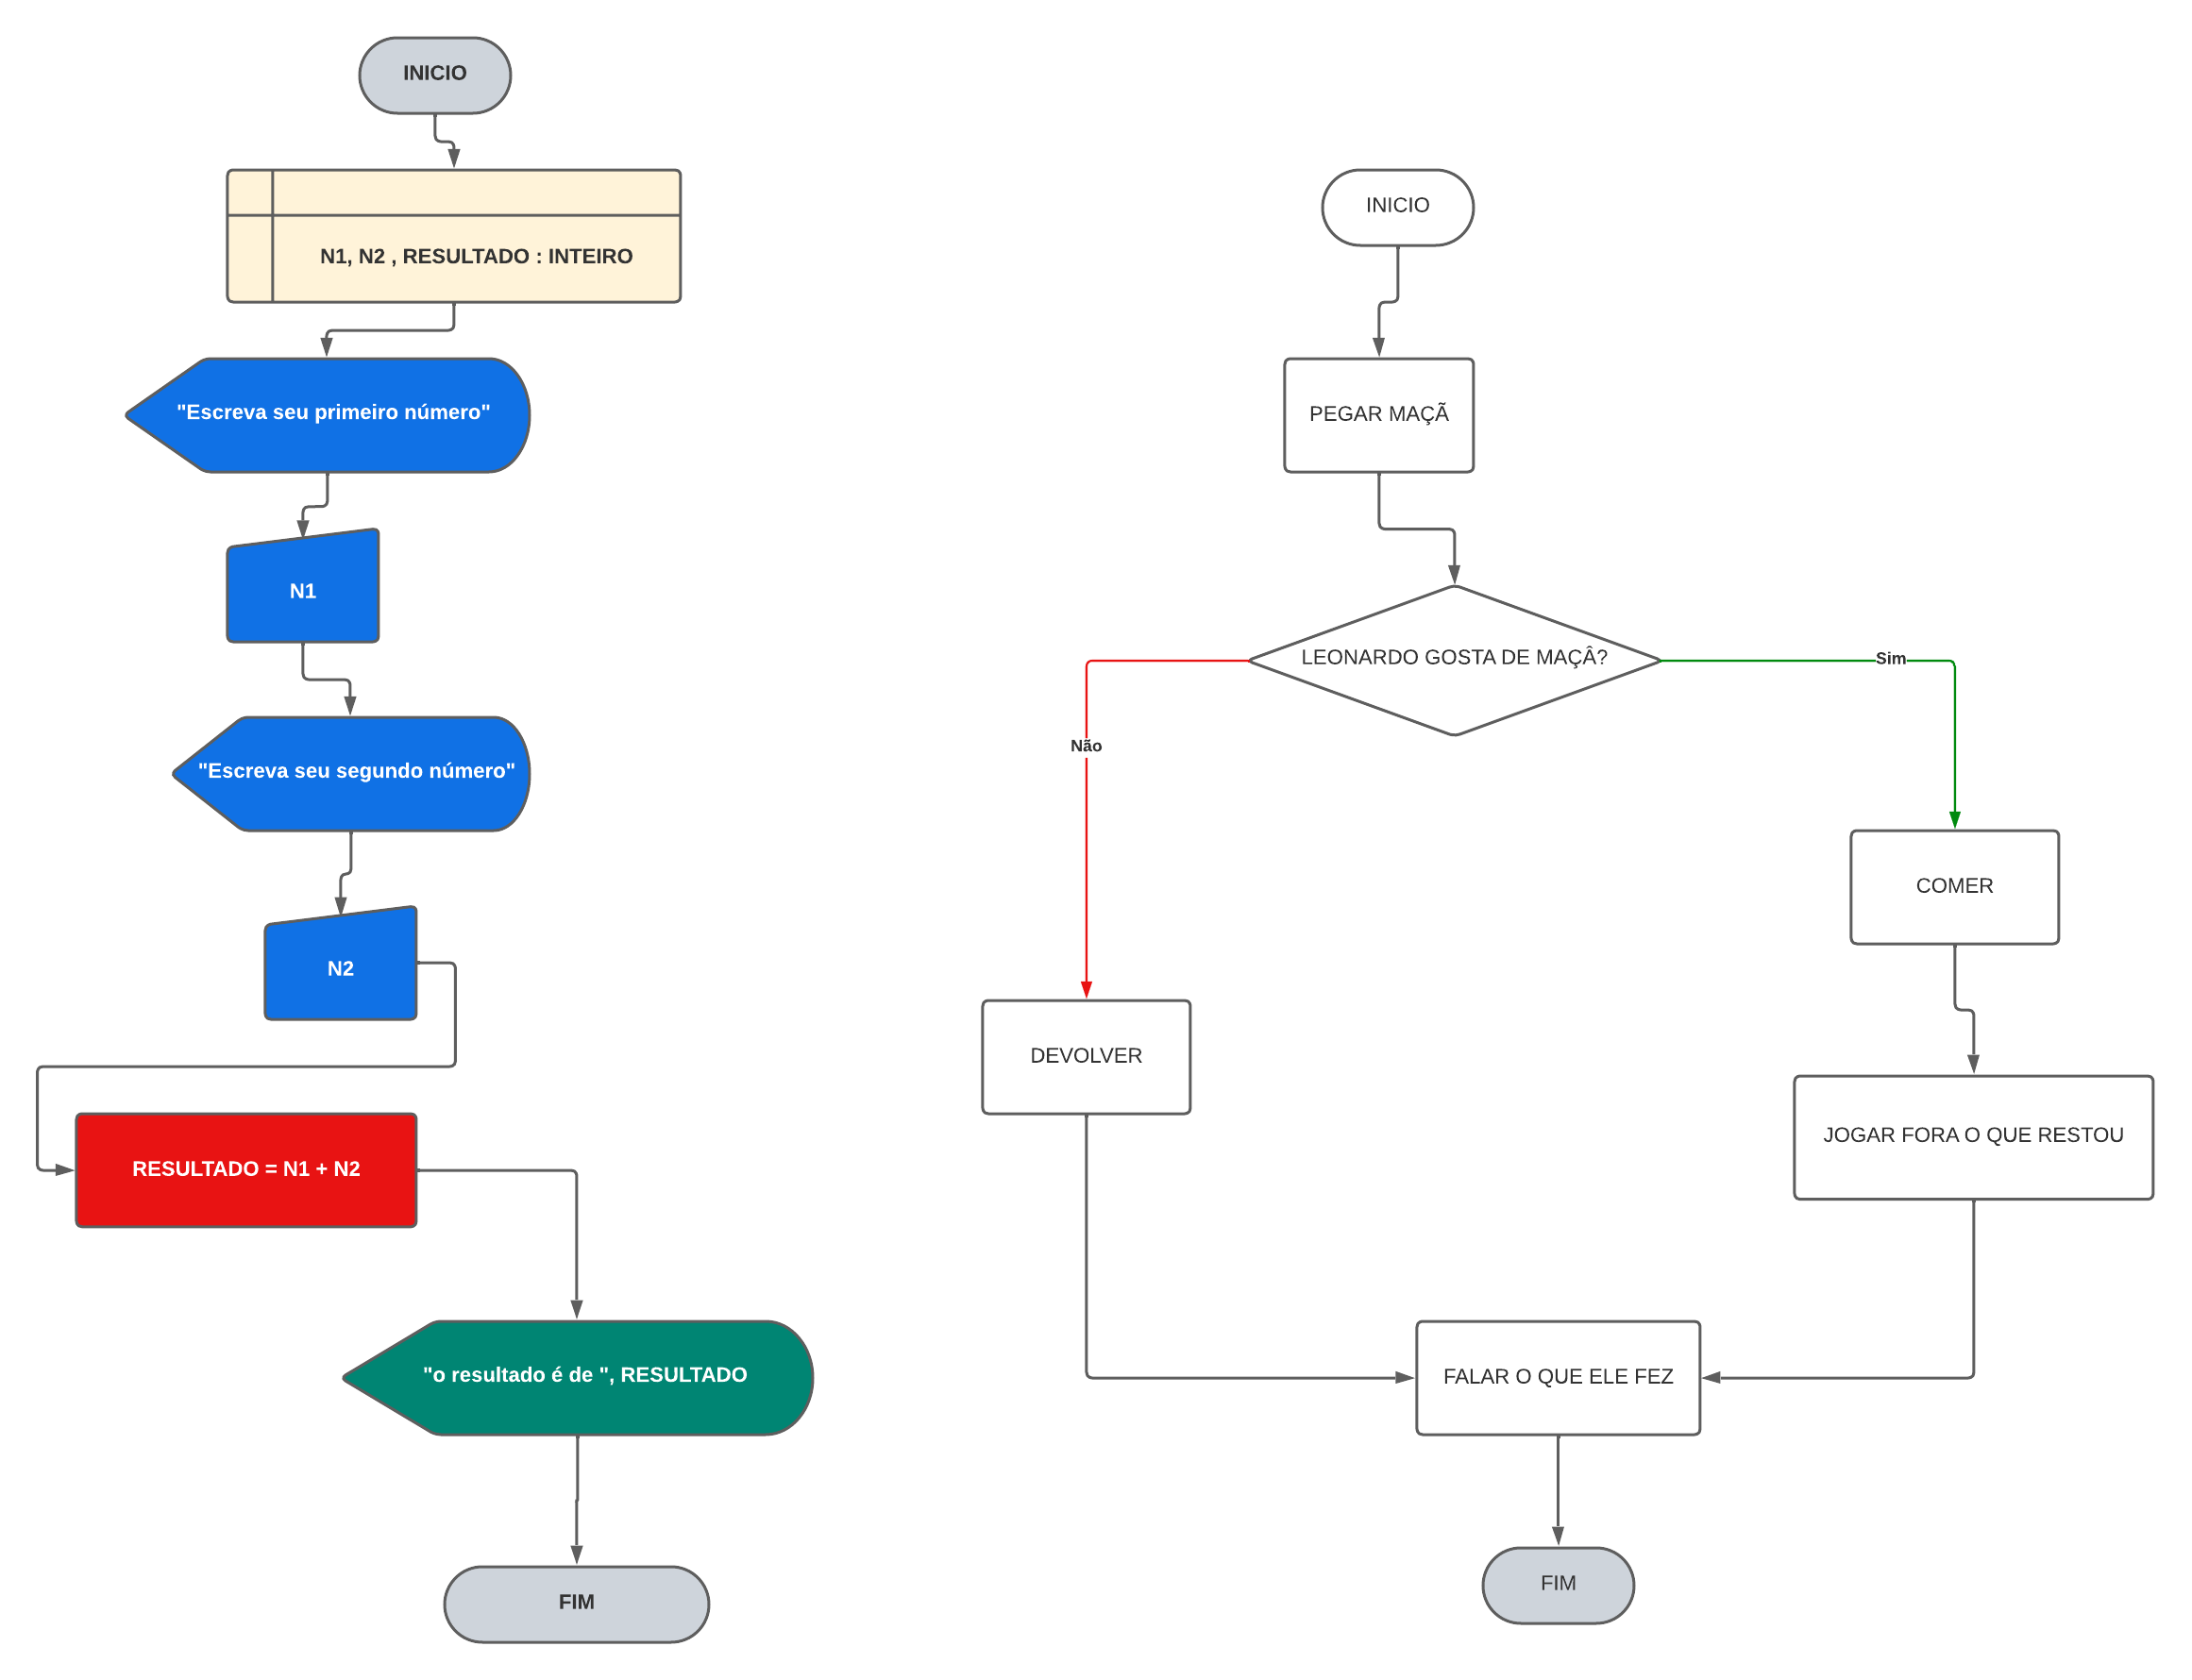 INICIO
N1, N2 , RESULTADO : INTEIRO
"Escreva seu primeiro número"
N1
"Escreva seu segundo número"
N2
RESULTADO = N1 + N2
"o resultado é de ", RESULTADO
FIM
INICIO
PEGAR MAÇÃ
LEONARDO GOSTA DE MAÇÂ?
Sim
Não
COMER
DEVOLVER
JOGAR FORA O QUE RESTOU
FALAR O QUE ELE FEZ
FIM